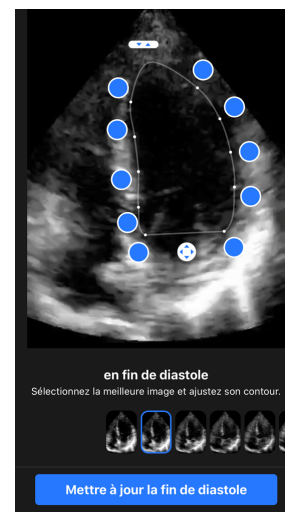 en fin de diastole
Sélectionnez la meilleure image et ajustez son contour.
Mettre à jour la fin de diastole